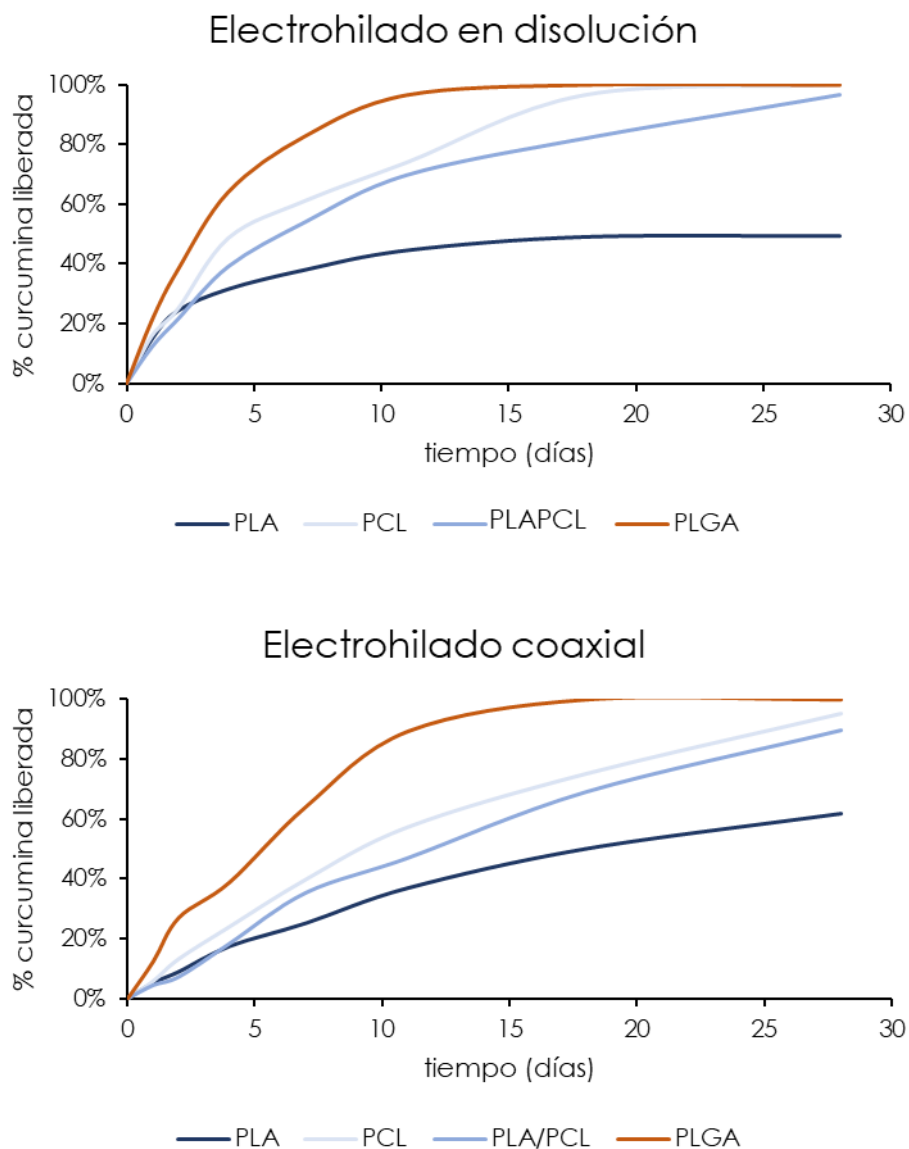 Electrohilado en disolución
% curcumina liberada
100%
80%
60%
40%
20%
0%
0 5 10 15 20 25 30
tiempo (días)
PLA PCL PLAPCL PLGA
Electrohilado coaxial
% curcumina liberada
100%
80%
60%
40%
20%
0%
0 5 10 15 20 25 30
tiempo (días)
PLA PCL PLA/PCL PLGA